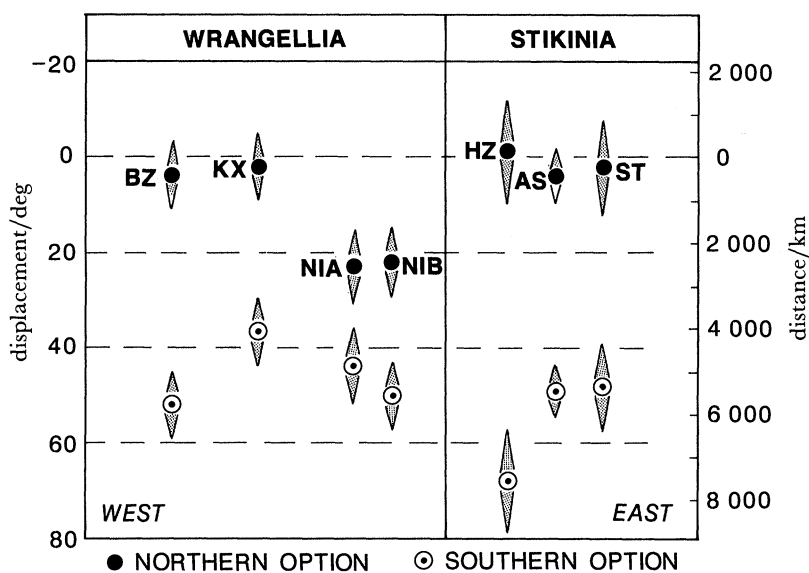 WRANGELLIA STIKINIA
−20 2 000
0 0
BZ KX HZ AS ST
20 2 000
NIA NIB
4 000
40
6 000
60
8 000
WEST EAST
80
displacement/deg
distance/km
● NORTHERN OPTION ⊙ SOUTHERN OPTION